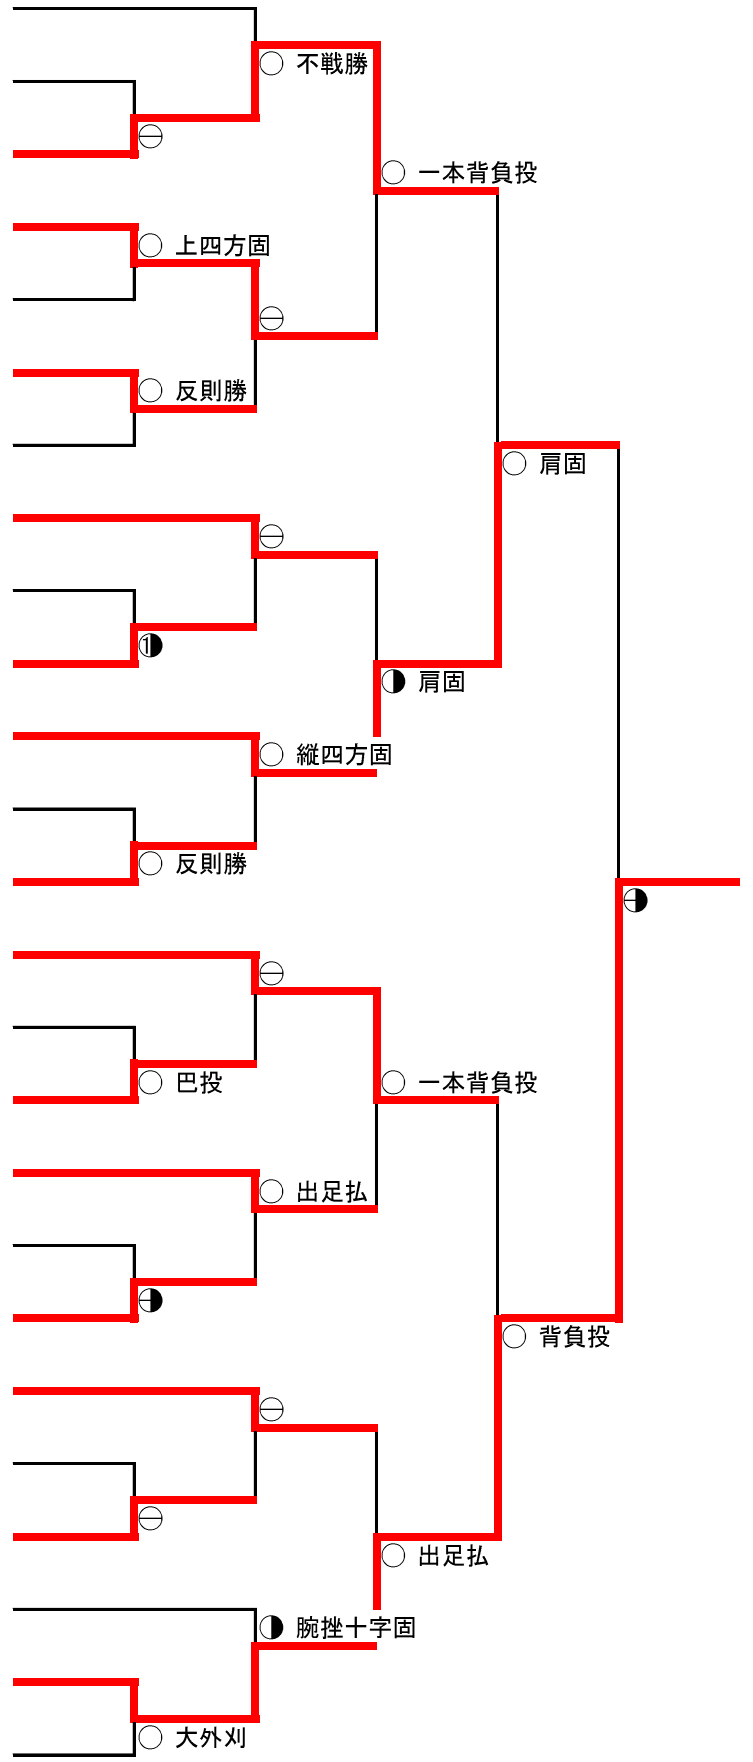 ○ 不戦勝
○ 一本背負投
○ 上四方固
○ 反則勝
○ 肩固
1
肩固
○ 縦四方固
○ 反則勝
○ 巴投
○ 一本背負投
○ 出足払
○ 背負投
○ 出足払
腕挫十字固
○ 大外刈